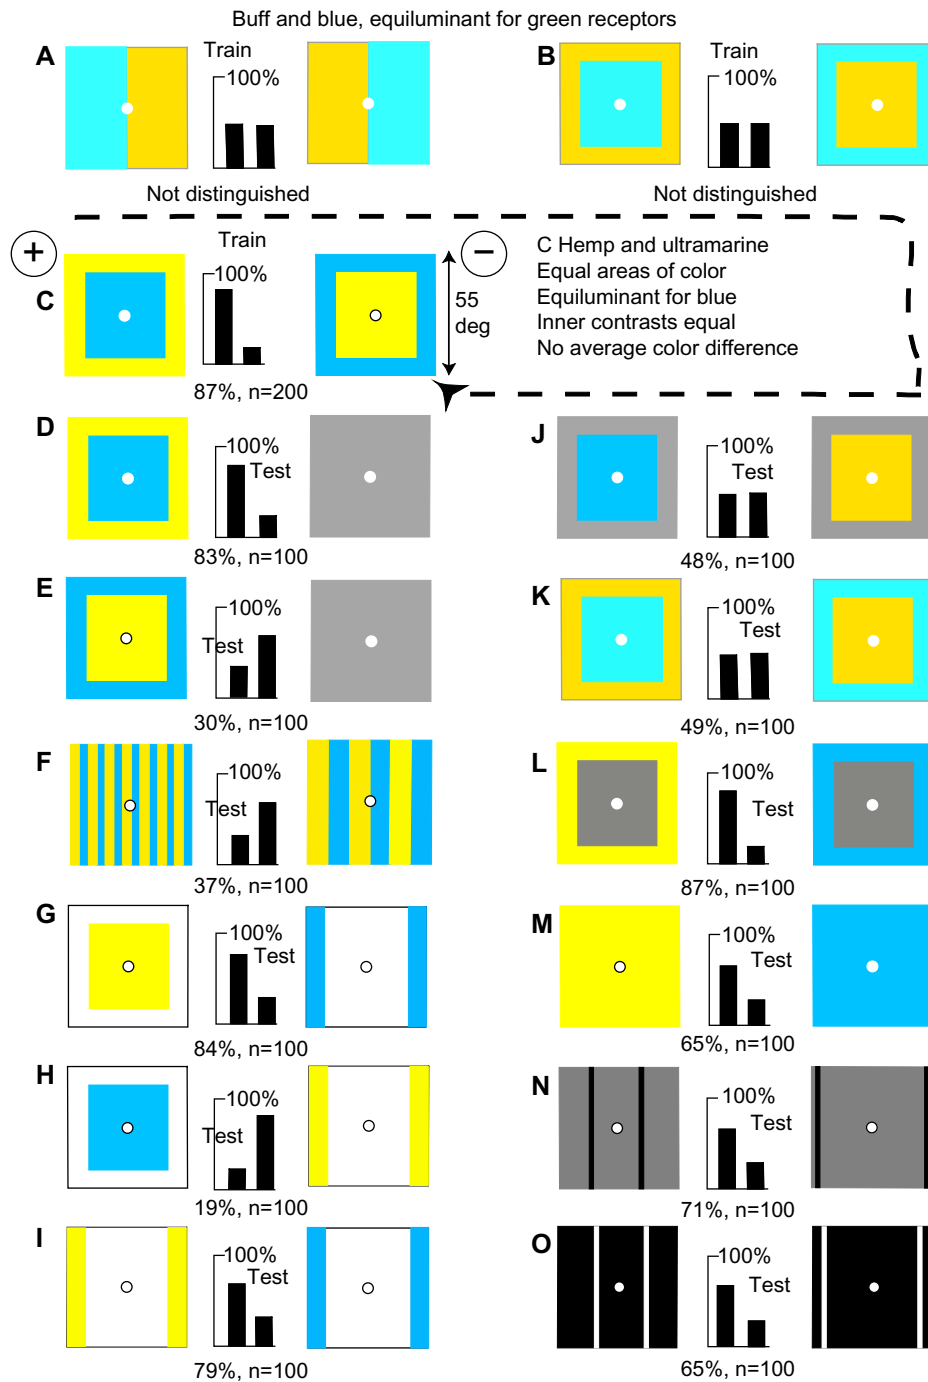 Buff and blue, equiluminant for green receptors
A
Train
100%
B
Train
100%
Not distinguished
Not distinguished
+
Train
−
C
100%
55
deg
87%, n=200
C Hemp and ultramarine
Equal areas of color
Equiluminant for blue
Inner contrasts equal
No average color difference
D
100%
Test
83%, n=100
J
100%
Test
48%, n=100
E
100%
Test
30%, n=100
K
100%
Test
49%, n=100
F
100%
Test
37%, n=100
L
100%
Test
87%, n=100
G
100%
Test
84%, n=100
M
100%
Test
65%, n=100
H
100%
Test
19%, n=100
N
100%
Test
71%, n=100
I
100%
Test
79%, n=100
O
100%
Test
65%, n=100